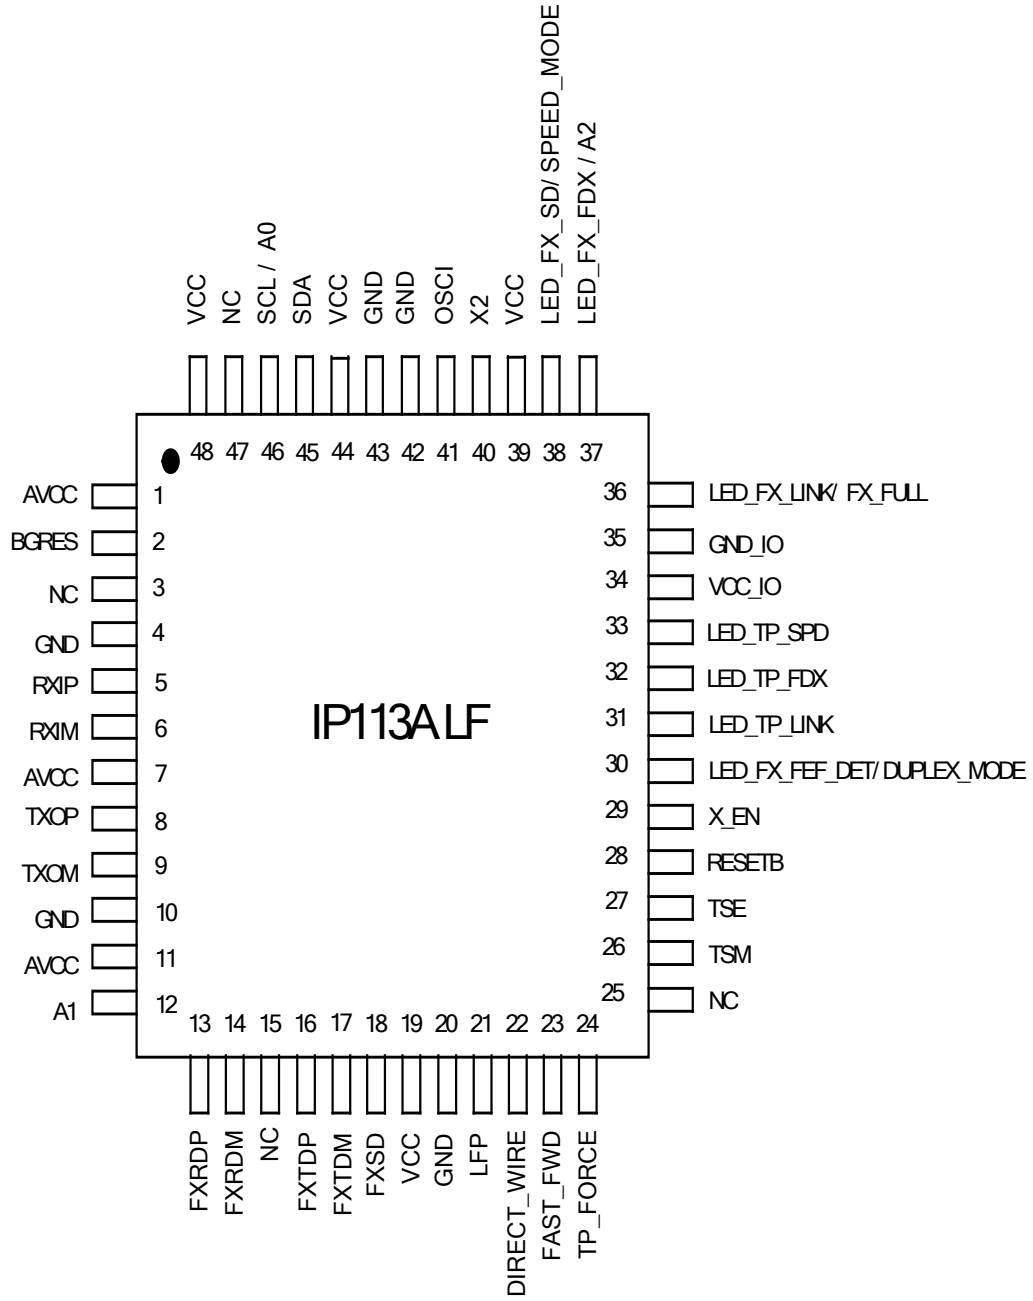 VCC
NC
SCL / A0
SDA
VCC
GND
GND
OSCI
X2
VCC
LED_FX_SD/ SPEED_MODE
LED_FX_FDX / A2
48 47 46 45 44 43 42 41 40 39 38 37
AVCC 1
BGRES 2
NC 3
GND 4
RXIP 5
RXIM 6
AVCC 7
TXOP 8
TXOM 9
GND 10
AVCC 11
A1 12
IP113A LF
36 LED_FX_LINK/ FX_FULL
35 GND_IO
34 VCC_IO
33 LED_TP_SPD
32 LED_TP_FDX
31 LED_TP_LINK
30 LED_FX_FEF_DET/ DUPLEX_MODE
29 X_EN
28 RESETB
27 TSE
26 TSM
25 NC
13 14 15 16 17 18 19 20 21 22 23 24
FXRDP
FXRDM
NC
FXTDP
FXTDM
FXSD
VCC
GND
LFP
DIRECT_WIRE
FAST_FWD
TP_FORCE